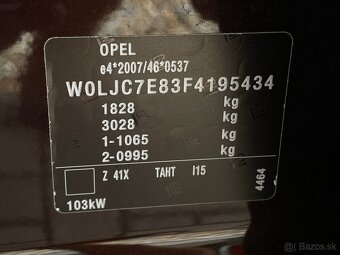 OPEL
e4*2007/46*0537
W0LJC7E83F4195434
1828 kg
3028 kg
1-1065 kg
2-0995 kg
Z 41X TAHT I15
4464
103kW
© Bazos.sk